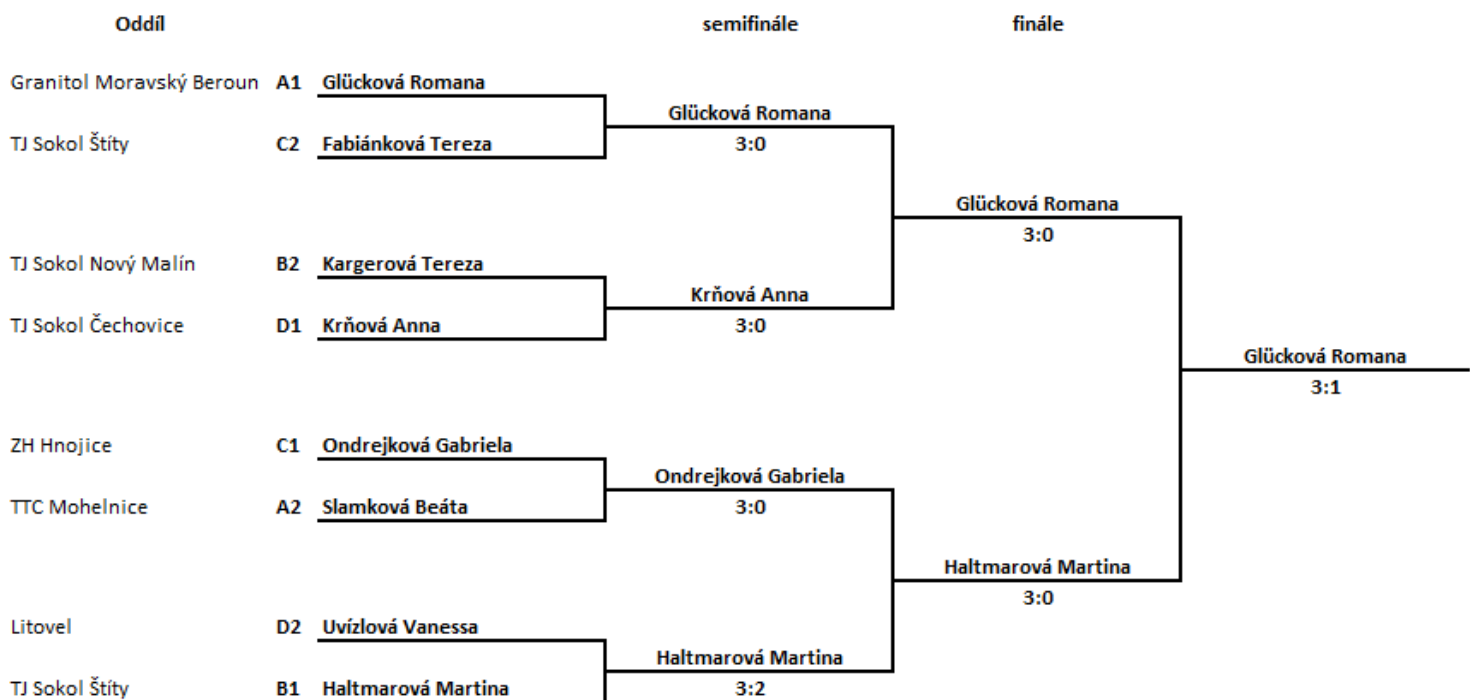 Oddíl semifinále finále
Granitol Moravský Beroun A1 Glücková Romana
Glücková Romana
TJ Sokol Štíty C2 Fabiánková Tereza 3:0
Glücková Romana
3:0
TJ Sokol Nový Malín B2 Kargerová Tereza
Krňová Anna
TJ Sokol Čechovice D1 Krňová Anna 3:0
Glücková Romana
3:1
ZH Hnojice C1 Ondrejková Gabriela
Ondrejková Gabriela
TTC Mohelnice A2 Slamková Beáta 3:0
Haltmarová Martina
3:0
Litovel D2 Uvízlová Vanessa
Haltmarová Martina
TJ Sokol Štíty B1 Haltmarová Martina 3:2